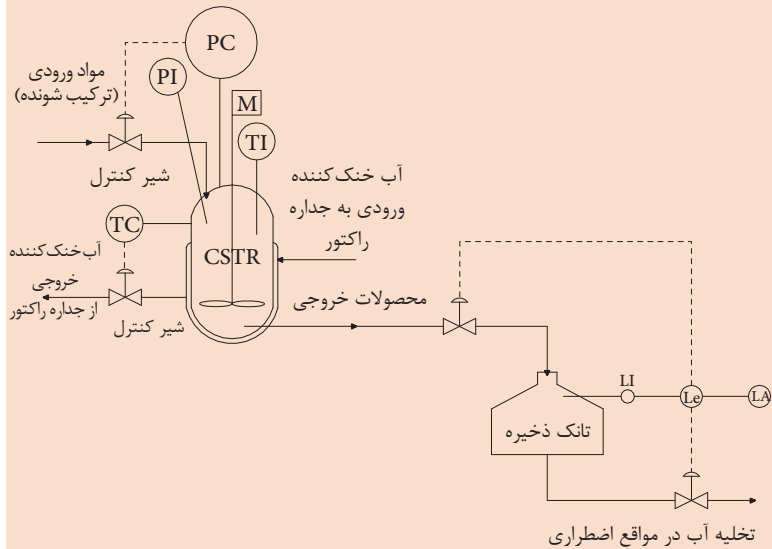 PC
PI
مواد ورودی
(ترکیب شونده)
M
TI
شیر کنترل
آب خنک‌کننده
ورودی به جداره
راکتور
TC
آب‌خنک‌کننده
خروجی
از جداره راکتور
CSTR
شیر کنترل
محصولات خروجی
LI
Le
LA
تانک ذخیره
تخلیه آب در مواقع اضطراری